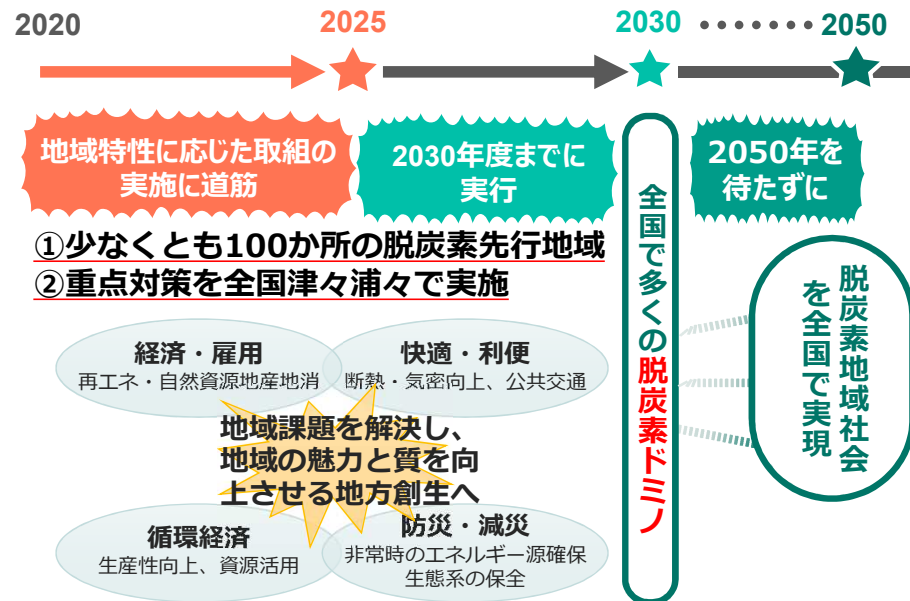 2020
2025
2030
2050
地域特性に応じた取組の
実施に道筋
2030年度までに
実行
2050年を
待たずに
①少なくとも100か所の脱炭素先行地域
②重点対策を全国津々浦々で実施
経済・雇用
再エネ・自然資源地産地消
快適・利便
断熱・気密向上、公共交通
地域課題を解決し、
地域の魅力と質を向
上させる地方創生へ
循環経済
生産性向上、資源活用
防災・減災
非常時のエネルギー源確保
生態系の保全
全国で多くの脱炭素ドミノ
脱炭素地域社会
を全国で実現